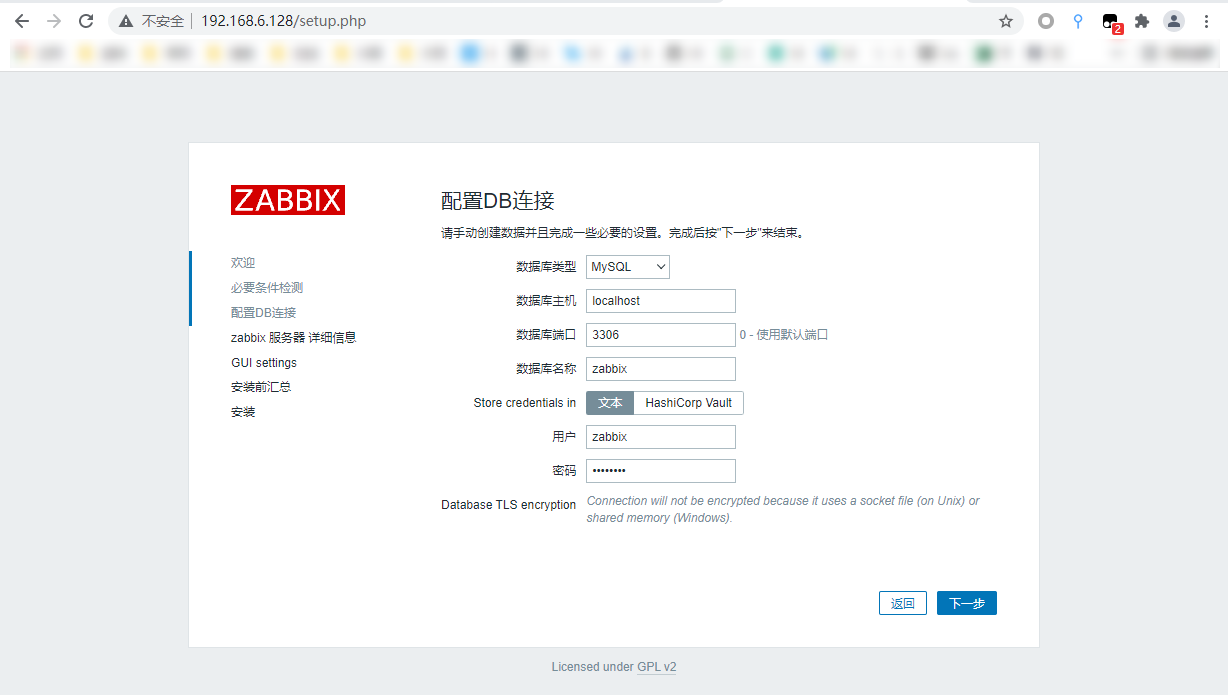 不安全 192.168.6.128/setup.php
2
ZABBIX
欢迎
必要条件检测
配置DB连接
zabbix 服务器 详细信息
GUI settings
安装前汇总
安装
配置DB连接
请手动创建数据并且完成一些必要的设置。完成后按"下一步"来结束。
数据库类型 MySQL
数据库主机 localhost
数据库端口 3306 0 - 使用默认端口
数据库名称 zabbix
Store credentials in 文本 HashiCorp Vault
用户 zabbix
密码 ••••••••
Database TLS encryption Connection will not be encrypted because it uses a socket file (on Unix) or
shared memory (Windows).
返回 下一步
Licensed under GPL v2